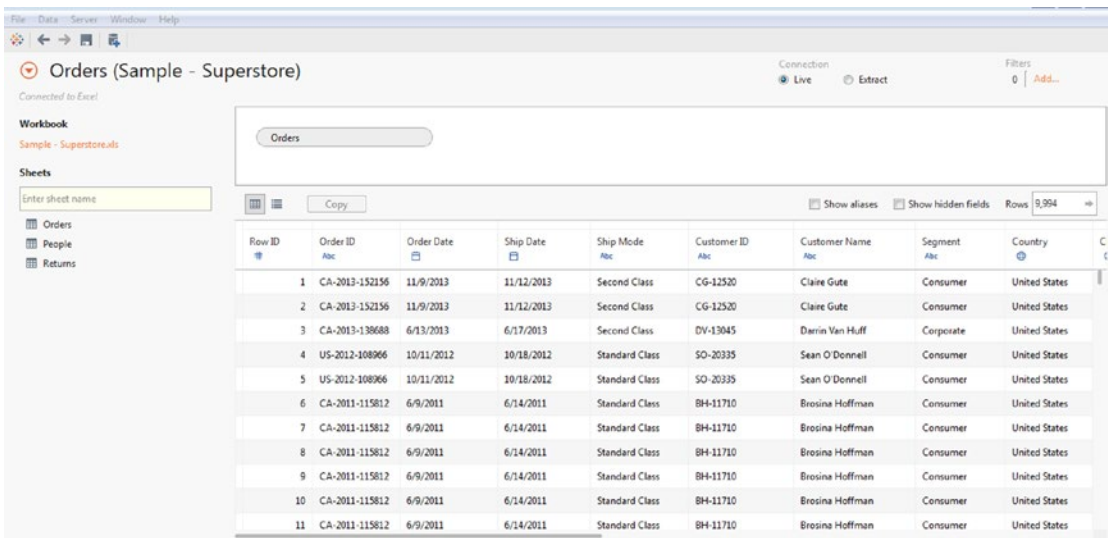 File Data Server Window Help
Orders (Sample - Superstore)
Connection
Live Extract
Filters
0 Add...
Connected to Excel
Workbook
Sample - Superstore.xls
Sheets
Enter sheet name
Orders
People
Returns
Orders
Copy Show aliases Show hidden fields Rows 9,994
Row ID Order ID Order Date Ship Date Ship Mode Customer ID Customer Name Segment Country C
Abc Abc Abc Abc Abc
1 CA-2013-152156 11/9/2013 11/12/2013 Second Class CG-12520 Claire Gute Consumer United States
2 CA-2013-152156 11/9/2013 11/12/2013 Second Class CG-12520 Claire Gute Consumer United States
3 CA-2013-138688 6/13/2013 6/17/2013 Second Class DV-13045 Darrin Van Huff Corporate United States
4 US-2012-108966 10/11/2012 10/18/2012 Standard Class SO-20335 Sean O'Donnell Consumer United States
5 US-2012-108966 10/11/2012 10/18/2012 Standard Class SO-20335 Sean O'Donnell Consumer United States
6 CA-2011-115812 6/9/2011 6/14/2011 Standard Class BH-11710 Brosina Hoffman Consumer United States
7 CA-2011-115812 6/9/2011 6/14/2011 Standard Class BH-11710 Brosina Hoffman Consumer United States
8 CA-2011-115812 6/9/2011 6/14/2011 Standard Class BH-11710 Brosina Hoffman Consumer United States
9 CA-2011-115812 6/9/2011 6/14/2011 Standard Class BH-11710 Brosina Hoffman Consumer United States
10 CA-2011-115812 6/9/2011 6/14/2011 Standard Class BH-11710 Brosina Hoffman Consumer United States
11 CA-2011-115812 6/9/2011 6/14/2011 Standard Class BH-11710 Brosina Hoffman Consumer United States